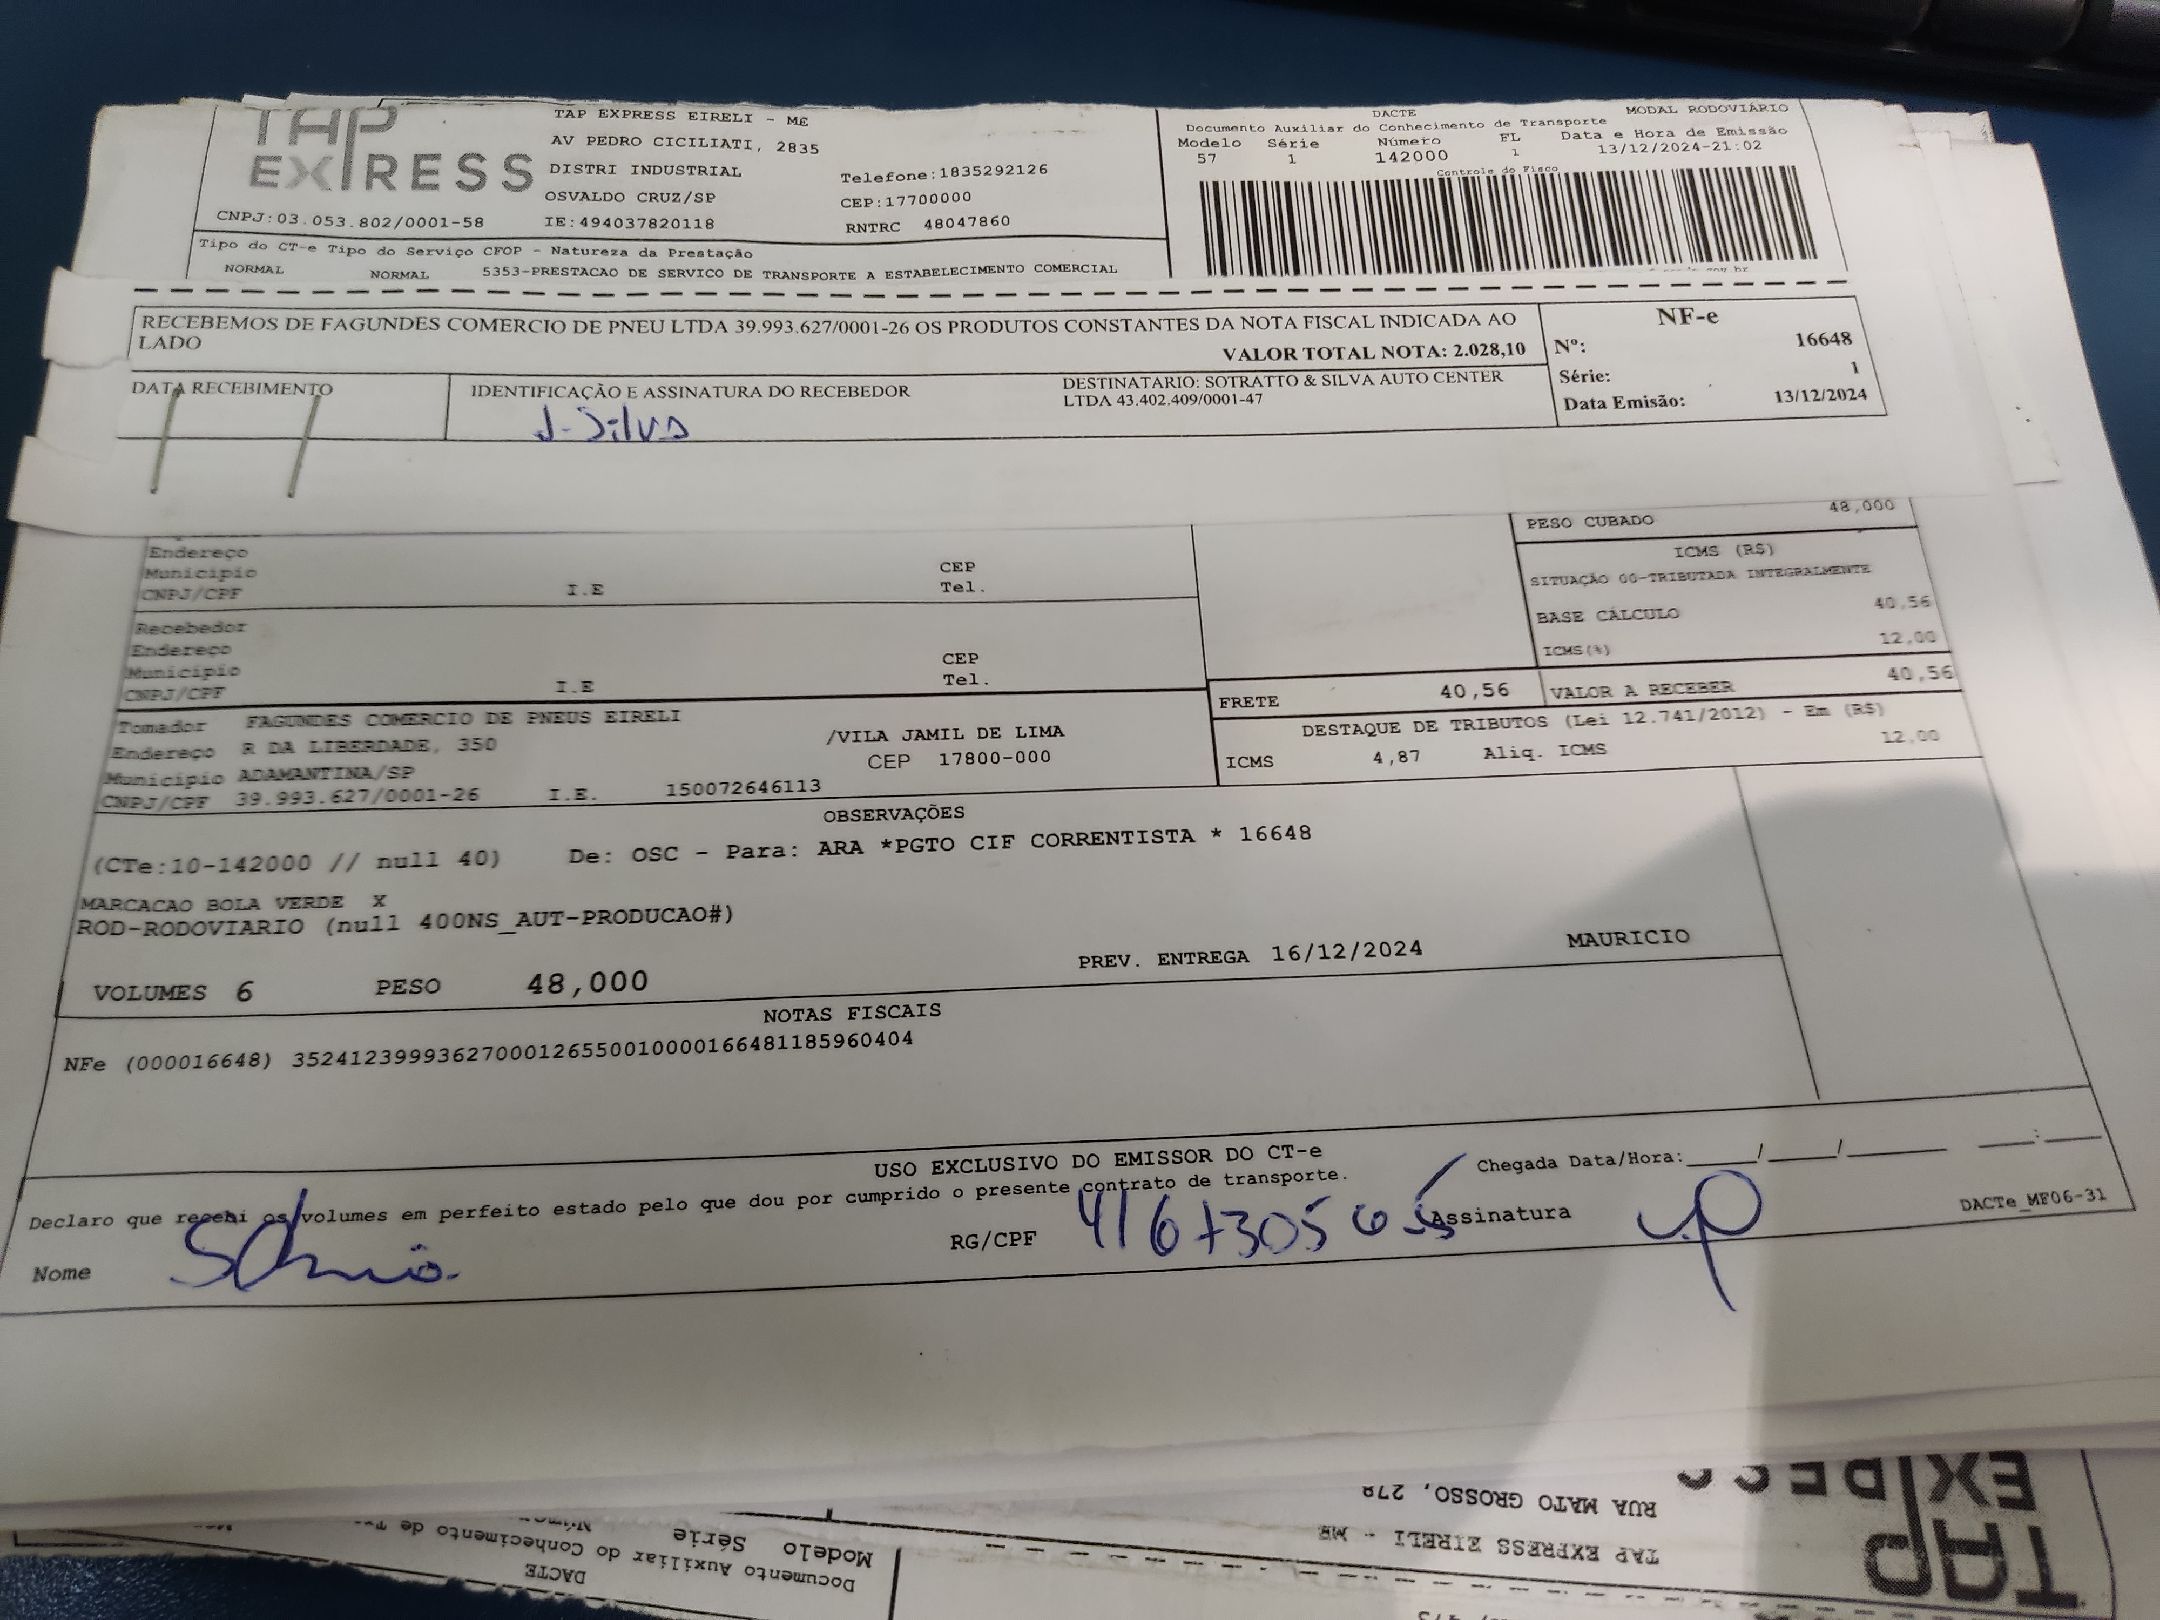 TAP EXPRESS
TAP EXPRESS EIRELI - ME
AV PEDRO CICILIATI, 2835
DISTRI INDUSTRIAL
Telefone:1835292126
OSVALDO CRUZ/SP
CEP:17700000
CNPJ:03.053.802/0001-58
IE:494037820118
RNTRC 48047860
DACTE
MODAL RODOVIÁRIO
Documento Auxiliar do Conhecimento de Transporte
Modelo Série Número FL Data e Hora de Emissão
57 1 142000 1 13/12/2024-21:02
Controle do Fisco
Tipo do CT-e Tipo do Serviço CFOP - Natureza da Prestação
NORMAL NORMAL 5353-PRESTACAO DE SERVICO DE TRANSPORTE A ESTABELECIMENTO COMERCIAL
RECEBEMOS DE FAGUNDES COMERCIO DE PNEU LTDA 39.993.627/0001-26 OS PRODUTOS CONSTANTES DA NOTA FISCAL INDICADA AO
LADO
VALOR TOTAL NOTA: 2.028,10
NF-e
Nº: 16648
Série: 1
Data Emisão: 13/12/2024
DATA RECEBIMENTO
IDENTIFICAÇÃO E ASSINATURA DO RECEBEDOR
DESTINATARIO: SOTRATTO & SILVA AUTO CENTER
LTDA 43.402.409/0001-47
J. Silva
PESO CUBADO 48,000
Endereço
Município CEP
CNPJ/CPF I.E Tel.
ICMS (R$)
SITUAÇÃO 00-TRIBUTADA INTEGRALMENTE
BASE CÁLCULO 40,56
ICMS(%) 12,00
Recebedor
Endereço
Município CEP
CNPJ/CPF I.E Tel.
FRETE 40,56 VALOR A RECEBER 40,56
DESTAQUE DE TRIBUTOS (Lei 12.741/2012) - Em (R$)
ICMS 4,87 Aliq. ICMS 12,00
Tomador FAGUNDES COMERCIO DE PNEUS EIRELI
Endereço R DA LIBERDADE, 350 /VILA JAMIL DE LIMA
Município ADAMANTINA/SP CEP 17800-000
CNPJ/CPF 39.993.627/0001-26 I.E. 150072646113
OBSERVAÇÕES
(CTe:10-142000 // null 40) De: OSC - Para: ARA *PGTO CIF CORRENTISTA * 16648
MARCACAO BOLA VERDE X
ROD-RODOVIARIO (null 400NS_AUT-PRODUCAO#)
PREV. ENTREGA 16/12/2024 MAURICIO
VOLUMES 6 PESO 48,000
NOTAS FISCAIS
NFe (000016648) 35241239993627000126550010000166481185960404
USO EXCLUSIVO DO EMISSOR DO CT-e
Chegada Data/Hora:____/____/______ ___:___
Declaro que recebi os volumes em perfeito estado pelo que dou por cumprido o presente contrato de transporte.
Nome
RG/CPF
Assinatura
DACTe_MF06-31
TAP
RUA MATO GROSSO, 278
TAP EXPRESS EIRELI - ME
Modelo Série
Documento Auxiliar do Conhecimento de
DACTE